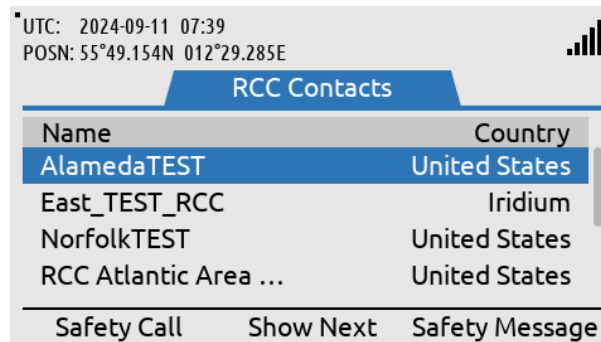 UTC: 2024-09-11 07:39
POSN: 55°49.154N 012°29.285E
RCC Contacts
Name Country
AlamedaTEST United States
East_TEST_RCC Iridium
NorfolkTEST United States
RCC Atlantic Area ... United States
Safety Call Show Next Safety Message